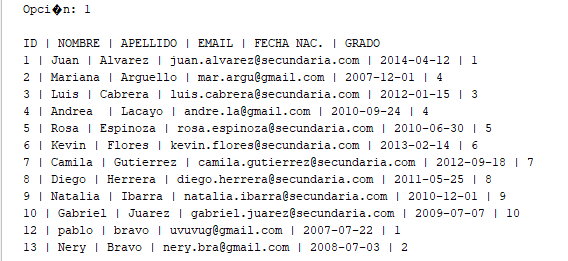 Opci�n: 1
ID | NOMBRE | APELLIDO | EMAIL | FECHA NAC. | GRADO
1 | Juan | Alvarez | juan.alvarez@secundaria.com | 2014-04-12 | 1
2 | Mariana | Arguello | mar.argu@gmail.com | 2007-12-01 | 4
3 | Luis | Cabrera | luis.cabrera@secundaria.com | 2012-01-15 | 3
4 | Andrea  | Lacayo | andre.la@gmail.com | 2010-09-24 | 4
5 | Rosa | Espinoza | rosa.espinoza@secundaria.com | 2010-06-30 | 5
6 | Kevin | Flores | kevin.flores@secundaria.com | 2013-02-14 | 6
7 | Camila | Gutierrez | camila.gutierrez@secundaria.com | 2012-09-18 | 7
8 | Diego | Herrera | diego.herrera@secundaria.com | 2011-05-25 | 8
9 | Natalia | Ibarra | natalia.ibarra@secundaria.com | 2010-12-01 | 9
10 | Gabriel | Juarez | gabriel.juarez@secundaria.com | 2009-07-07 | 10
12 | pablo | bravo | uvuvug@gmail.com | 2007-07-22 | 1
13 | Nery | Bravo | nery.bra@gmail.com | 2008-07-03 | 2